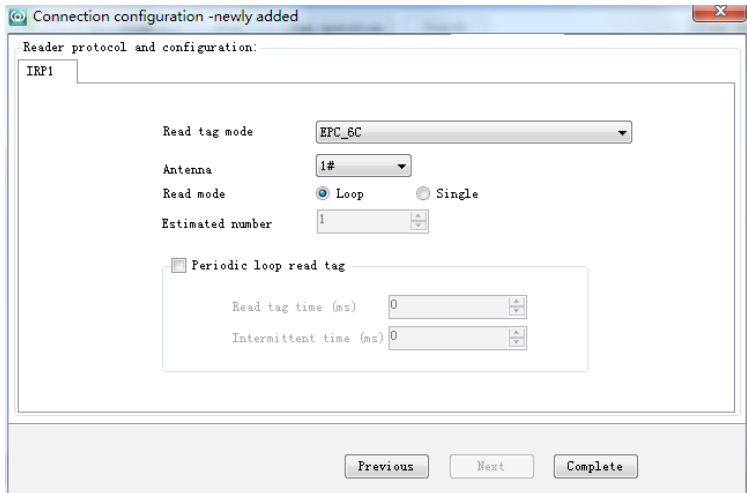 Connection configuration -newly added
Reader protocol and configuration:
IRP1
Read tag mode EPC_6C
Antenna 1#
Read mode Loop Single
Estimated number 1
Periodic loop read tag
Read tag time (ms) 0
Intermittent time (ms) 0
Previous Next Complete